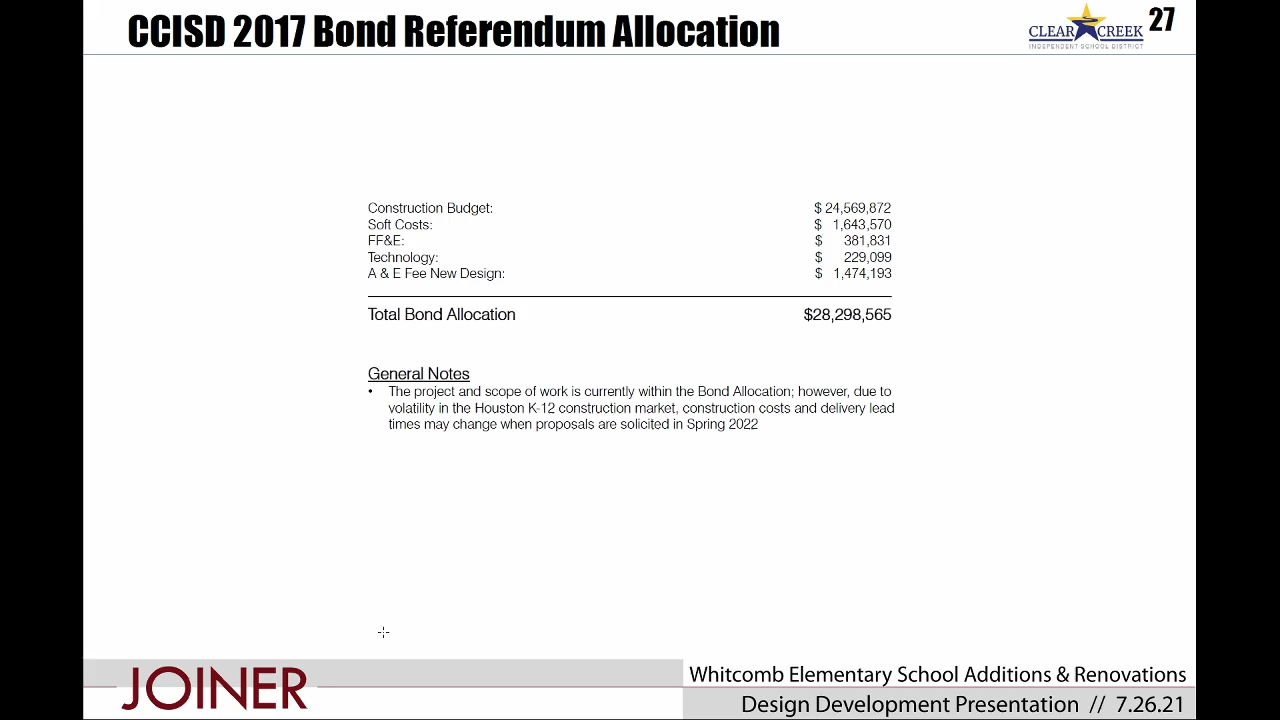 CCISD 2017 Bond Referendum Allocation
CLEAR CREEK
INDEPENDENT SCHOOL DISTRICT
27
Construction Budget: $ 24,569,872
Soft Costs: $ 1,643,570
FF&E: $ 381,831
Technology: $ 229,099
A & E Fee New Design: $ 1,474,193
Total Bond Allocation $28,298,565
General Notes
• The project and scope of work is currently within the Bond Allocation; however, due to
volatility in the Houston K-12 construction market, construction costs and delivery lead
times may change when proposals are solicited in Spring 2022
JOINER
Whitcomb Elementary School Additions & Renovations
Design Development Presentation // 7.26.21